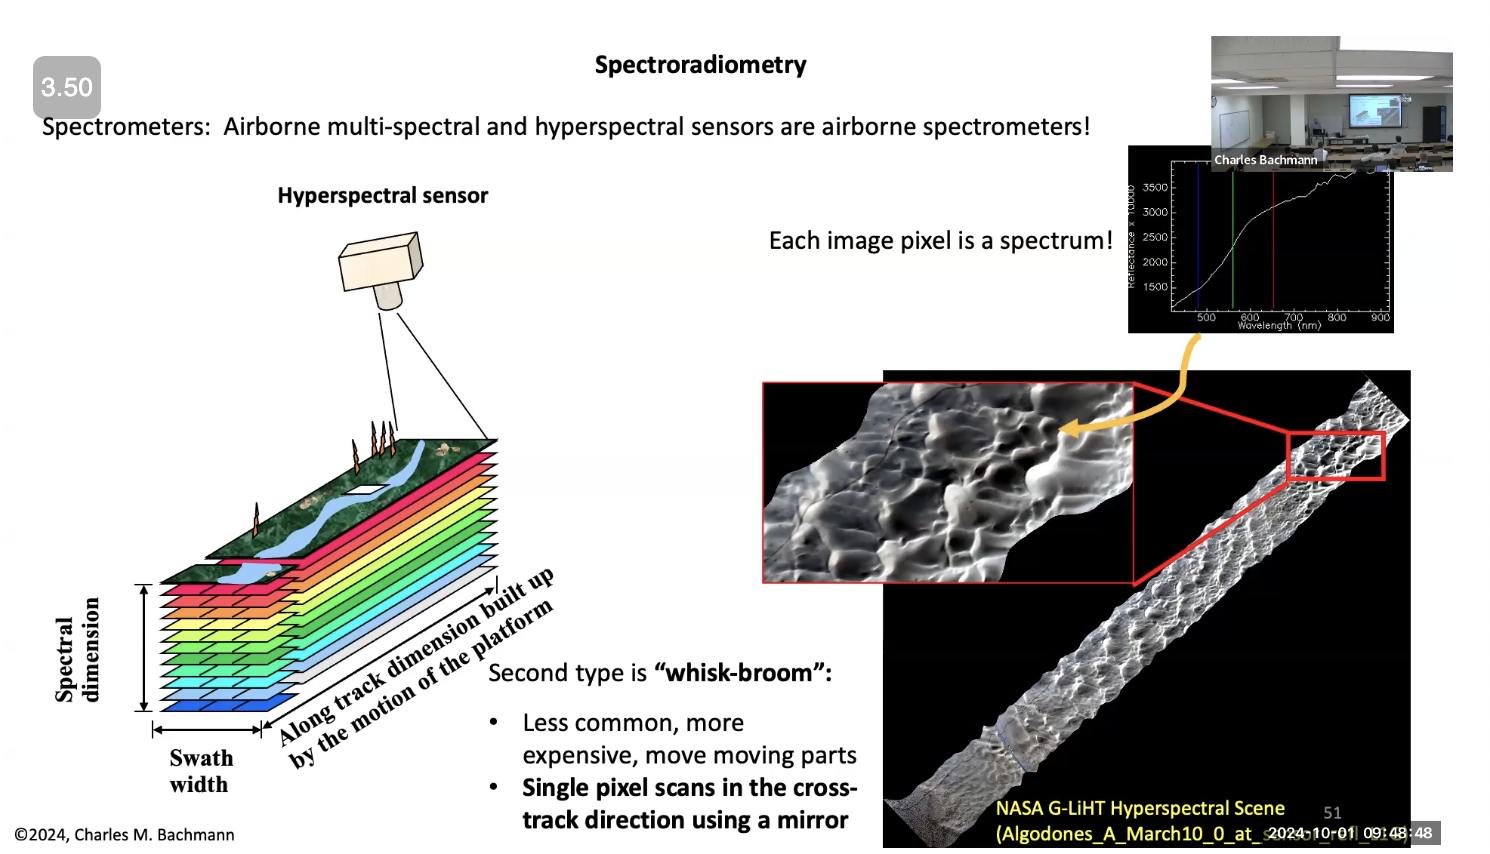 Spectroradiometry
3.50
Spectrometers: Airborne multi-spectral and hyperspectral sensors are airborne spectrometers!
Charles Bachmann
Hyperspectral sensor
Each image pixel is a spectrum!
Reflectance x 10000
3500
3000
2500
2000
1500
500 600 700 800 900
Wavelength (nm)
Spectral
dimension
Along track dimension built up
by the motion of the platform
Swath
width
Second type is “whisk-broom”:
• Less common, more
expensive, move moving parts
• Single pixel scans in the cross-
track direction using a mirror
NASA G-LiHT Hyperspectral Scene
51
(Algodones_A_March10_0_at_
2024-10-01 09:48:48
©2024, Charles M. Bachmann